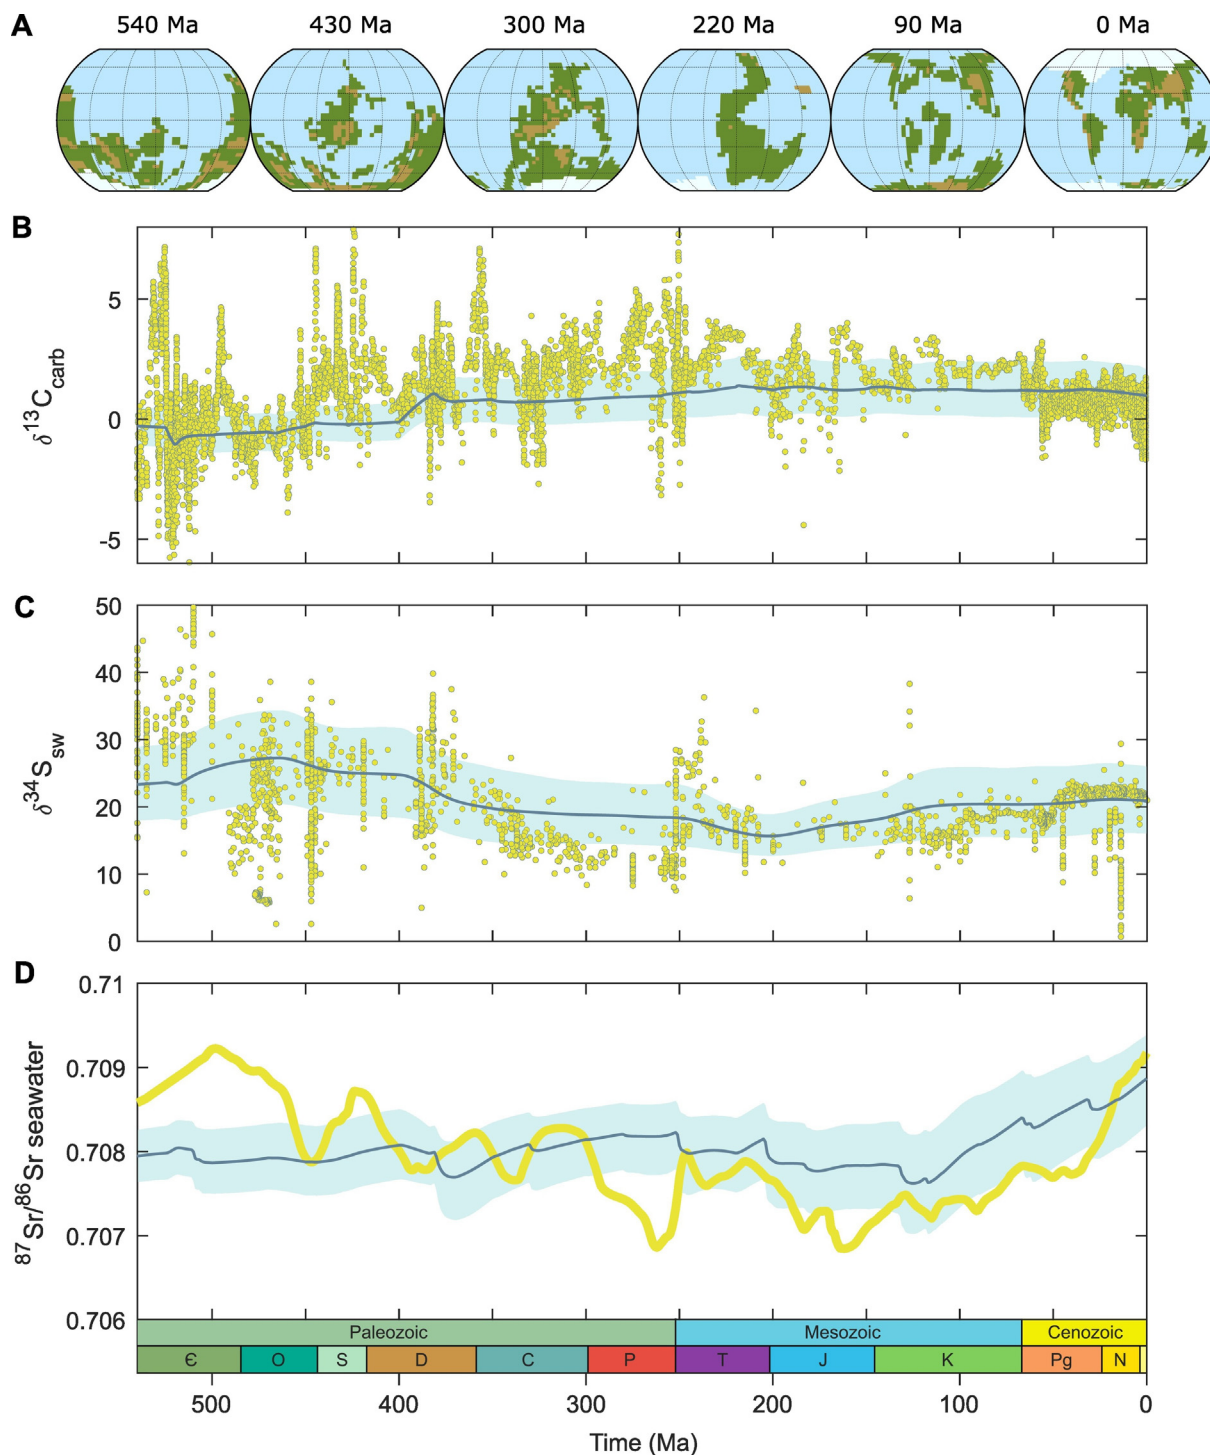 A
540 Ma 430 Ma 300 Ma 220 Ma 90 Ma 0 Ma
B
5
0
-5
δ¹³C_carb
C
50
40
30
20
10
0
δ³⁴S_sw
D
0.71
0.709
0.708
0.707
0.706
⁸⁷Sr/⁸⁶Sr seawater
Paleozoic Mesozoic Cenozoic
Є O S D C P T J K Pg N
500 400 300 200 100 0
Time (Ma)